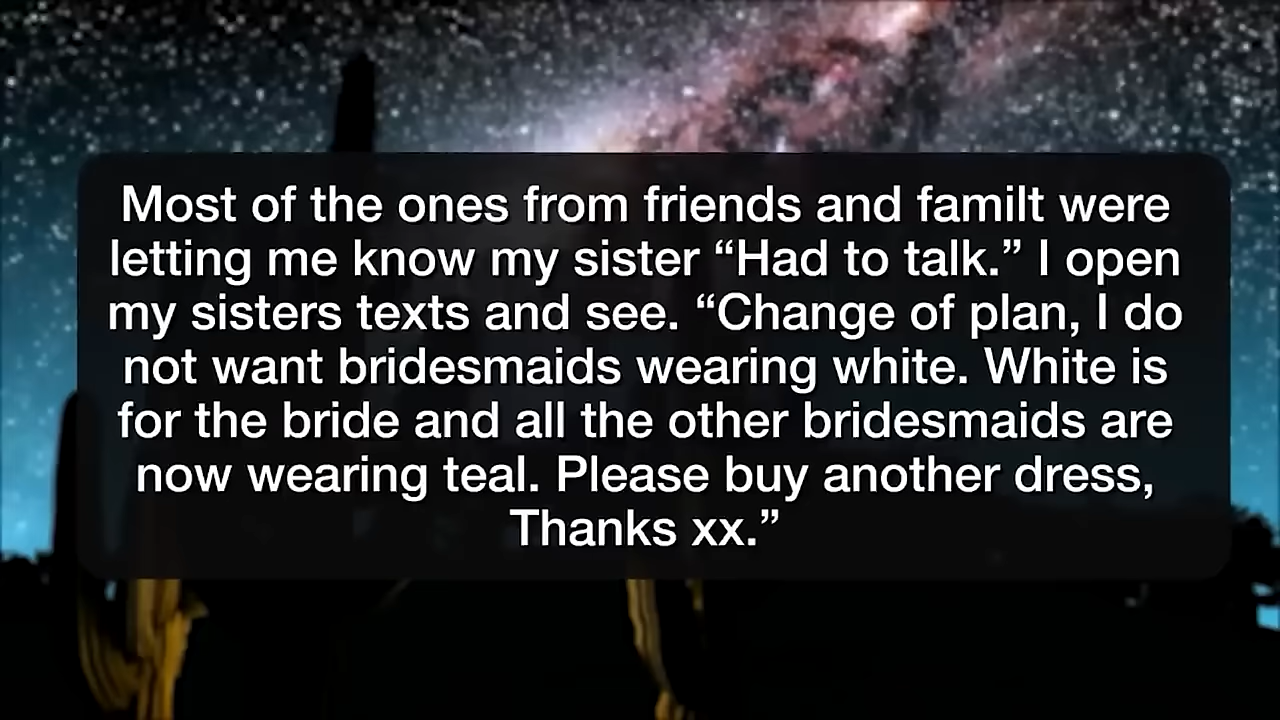 Most of the ones from friends and familt were
letting me know my sister “Had to talk.” I open
my sisters texts and see. “Change of plan, I do
not want bridesmaids wearing white. White is
for the bride and all the other bridesmaids are
now wearing teal. Please buy another dress,
Thanks xx.”